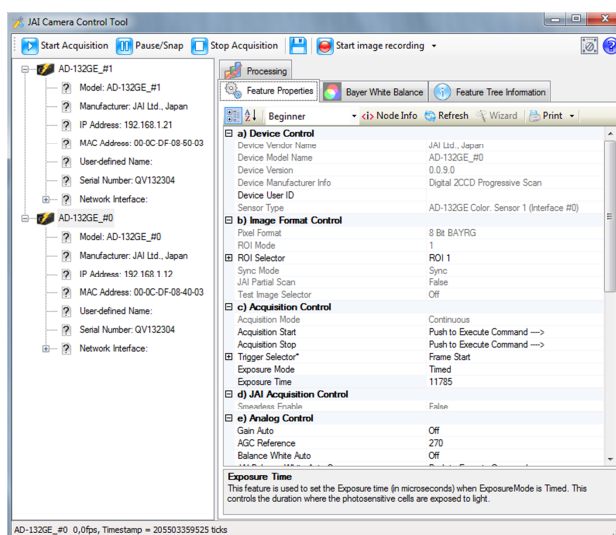 JAI Camera Control Tool
Start Acquisition Pause/Snap Stop Acquisition Start image recording
AD-132GE_#1
Model: AD-132GE_#1
Manufacturer: JAI Ltd., Japan
IP Address: 192.168.1.21
MAC Address: 00-0C-DF-08-50-03
User-defined Name:
Serial Number: QV132304
Network Interface:
AD-132GE_#0
Model: AD-132GE_#0
Manufacturer: JAI Ltd., Japan
IP Address: 192.168.1.12
MAC Address: 00-0C-DF-08-40-03
User-defined Name:
Serial Number: QV132304
Network Interface:
Processing
Feature Properties Bayer White Balance Feature Tree Information
Beginner <i> Node Info Refresh Wizard Print
a) Device Control
Device Vendor Name JAI Ltd., Japan
Device Model Name AD-132GE_#0
Device Version 0.0.9.0
Device Manufacturer Info Digital 2CCD Progressive Scan
Device User ID
Sensor Type AD-132GE Color. Sensor 1 (Interface #0)
b) Image Format Control
Pixel Format 8 Bit BAYRG
ROI Mode 1
ROI Selector ROI 1
Sync Mode Sync
JAI Partial Scan False
Test Image Selector Off
c) Acquisition Control
Acquisition Mode Continuous
Acquisition Start Push to Execute Command --->
Acquisition Stop Push to Execute Command --->
Trigger Selector* Frame Start
Exposure Mode Timed
Exposure Time 11785
d) JAI Acquisition Control
Smearless Enable False
e) Analog Control
Gain Auto Off
AGC Reference 270
Balance White Auto Off
Exposure Time
This feature is used to set the Exposure time (in microseconds) when ExposureMode is Timed. This
controls the duration where the photosensitive cells are exposed to light.
AD-132GE_#0 0,0fps, Timestamp = 205503359525 ticks